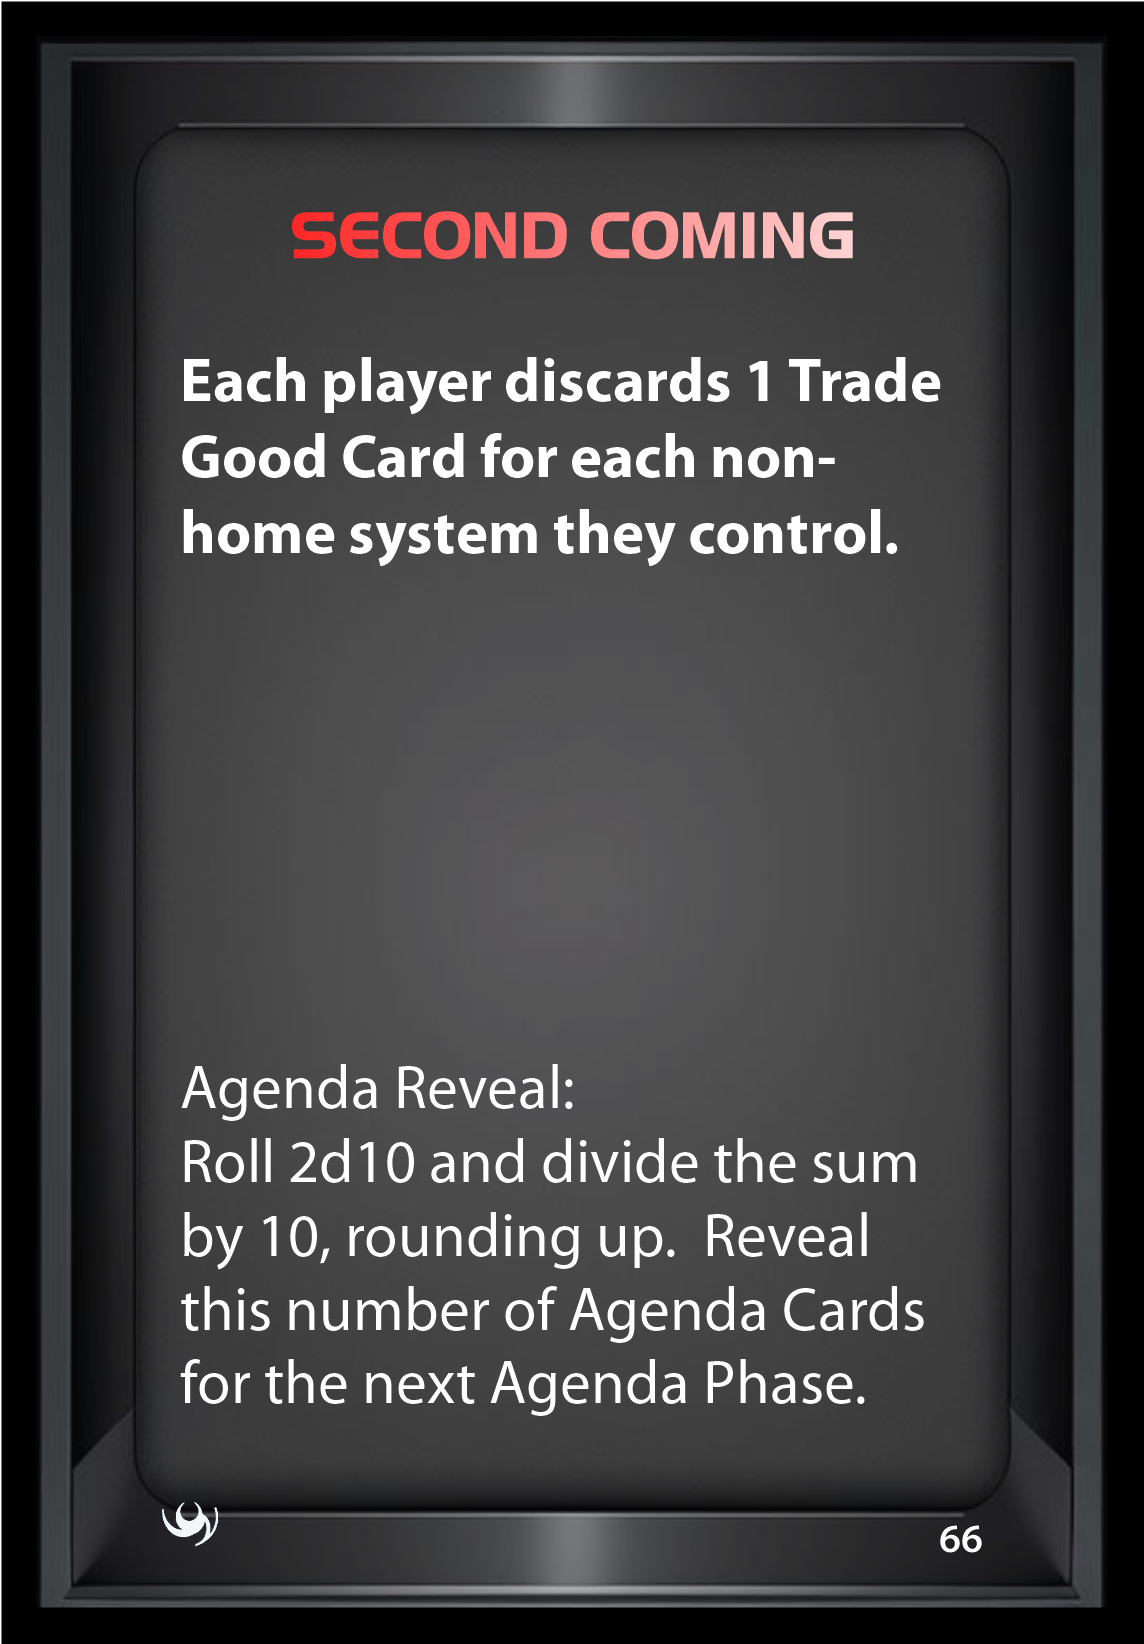 SECOND COMING
Each player discards 1 Trade
Good Card for each non-
home system they control.
Agenda Reveal:
Roll 2d10 and divide the sum
by 10, rounding up.  Reveal
this number of Agenda Cards
for the next Agenda Phase.
66